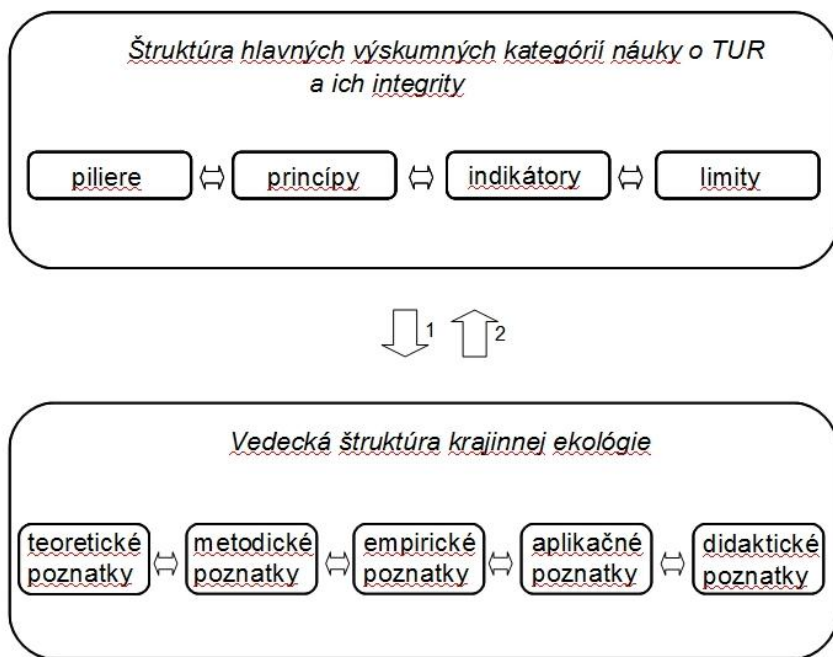 Štruktúra hlavných výskumných kategórií náuky o TUR
a ich integrity
piliere
princípy
indikátory
limity
1
2
Vedecká štruktúra krajinnej ekológie
teoretické
poznatky
metodické
poznatky
empirické
poznatky
aplikačné
poznatky
didaktické
poznatky